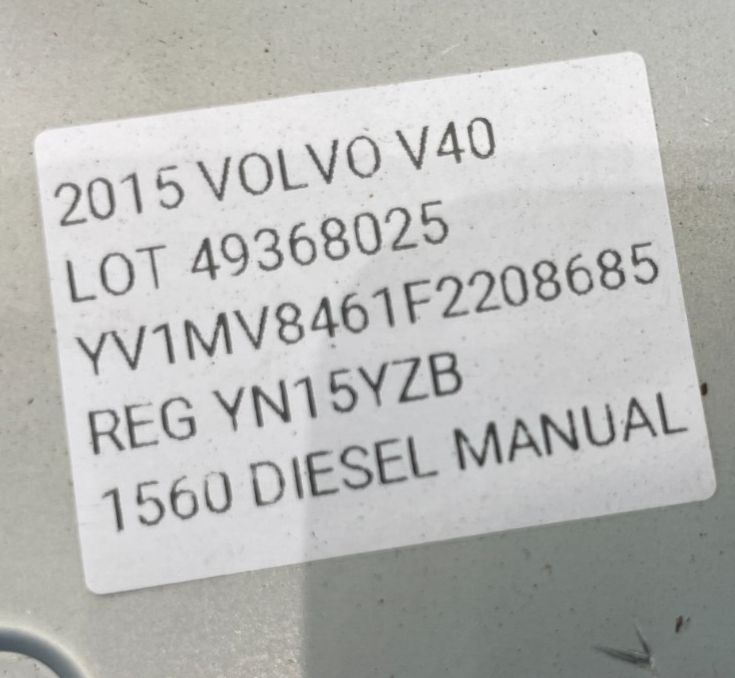 2015 VOLVO V40
LOT 49368025
YV1MV8461F2208685
REG YN15YZB
1560 DIESEL MANUAL